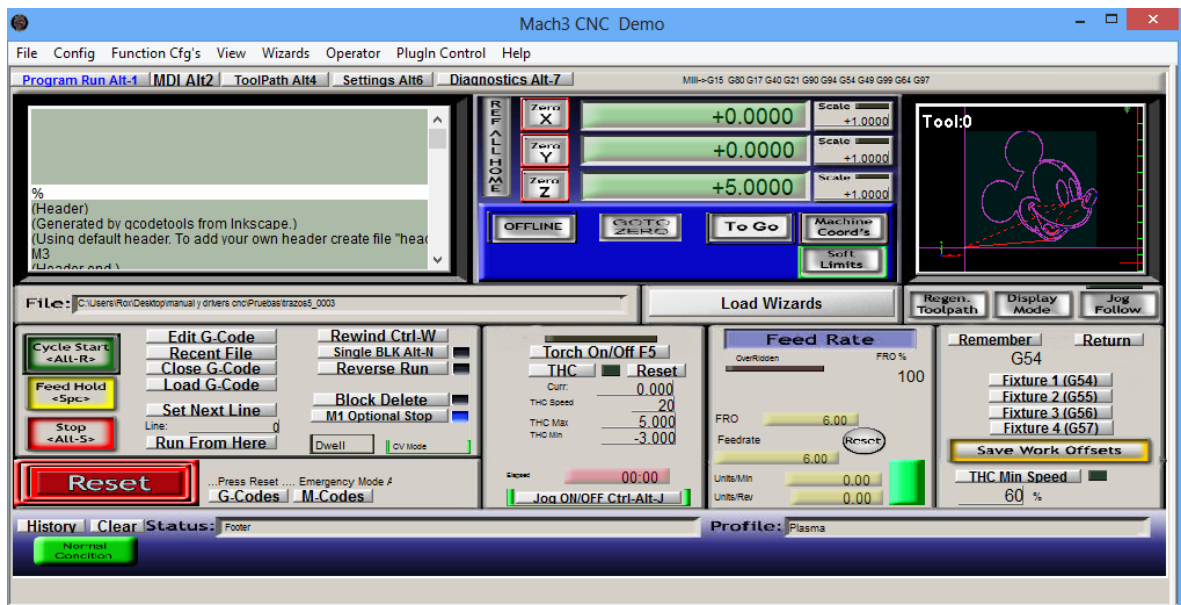 Mach3 CNC Demo
File Config Function Cfg's View Wizards Operator PlugIn Control Help
Program Run Alt-1 MDI Alt2 ToolPath Alt4 Settings Alt6 Diagnostics Alt-7 Mill->G15 G80 G17 G40 G21 G90 G94 G54 G49 G99 G64 G97
%
(Header)
(Generated by gcodetools from Inkscape.)
(Using default header. To add your own header create file "head
M3
(Header end.)
REF ALL HOME
Zero X +0.0000 Scale +1.0000
Zero Y +0.0000 Scale +1.0000
Zero Z +5.0000 Scale +1.0000
OFFLINE GOTO ZERO To Go Machine Coord's
Soft Limits
Tool:0
File: C:\Users\Rox\Desktop\manual y drivers cnc\Pruebas\trazos5_0003
Load Wizards
Regen. Toolpath Display Mode Jog Follow
Cycle Start
<Alt-R>
Feed Hold
<Spc>
Stop
<Alt-S>
Edit G-Code
Recent File
Close G-Code
Load G-Code
Set Next Line
Line: 0
Run From Here
Rewind Ctrl-W
Single BLK Alt-N
Reverse Run
Block Delete
M1 Optional Stop
Dwell CV Mode
Reset
...Press Reset .... Emergency Mode A
G-Codes M-Codes
Torch On/Off F5
THC Reset
Curr: 0.000
THC Speed 20
THC Max 5.000
THC Min -3.000
Elapsed 00:00
Jog ON/OFF Ctrl-Alt-J
Feed Rate
OverRidden FRO %
100
FRO 6.00
Feedrate Reset
6.00
Units/Min 0.00
Units/Rev 0.00
Remember Return
G54
Fixture 1 (G54)
Fixture 2 (G55)
Fixture 3 (G56)
Fixture 4 (G57)
Save Work Offsets
THC Min Speed
60 %
History Clear Status: Footer Profile: Plasma
Normal
Condition